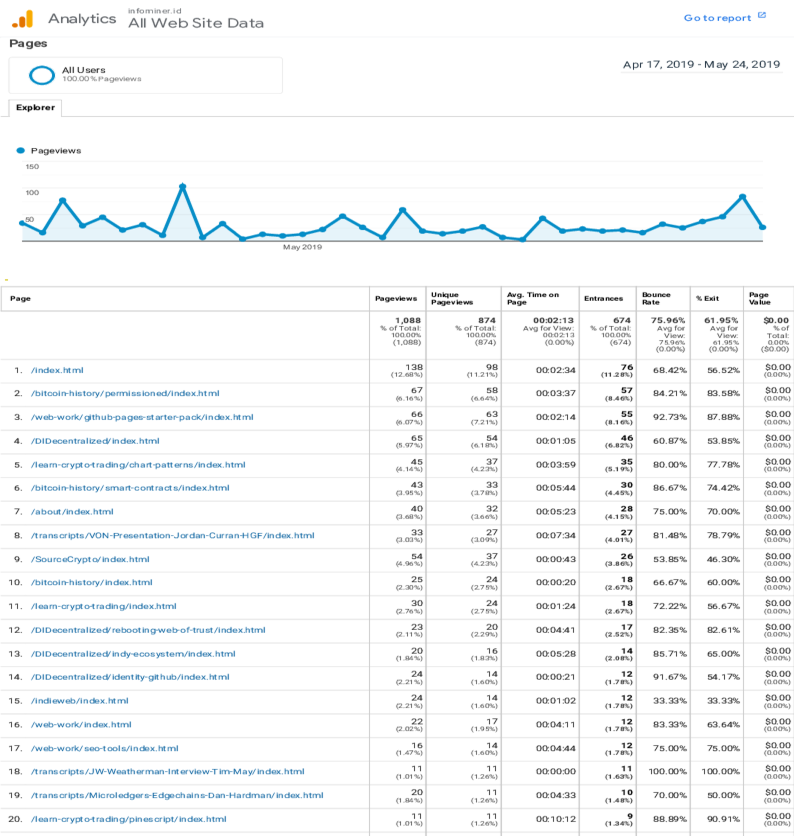 Analytics
infominer.id
All Web Site Data
Go to report
Pages
All Users
100.00% Pageviews
Apr 17, 2019 - May 24, 2019
Explorer
Pageviews
150
100
50
May 2019
Page Pageviews Unique Pageviews Avg. Time on Page Entrances Bounce Rate % Exit Page Value
1,088 874 00:02:13 674 75.96% 61.95% $0.00
% of Total: 100.00% (1,088) % of Total: 100.00% (874) Avg for View: 00:02:13 (0.00%) % of Total: 100.00% (674) Avg for View: 75.96% (0.00%) Avg for View: 61.95% (0.00%) % of Total: 0.00% ($0.00)
1. /index.html 138 (12.68%) 98 (11.21%) 00:02:34 76 (11.28%) 68.42% 56.52% $0.00 (0.00%)
2. /bitcoin-history/permissioned/index.html 67 (6.16%) 58 (6.64%) 00:03:37 57 (8.46%) 84.21% 83.58% $0.00 (0.00%)
3. /web-work/github-pages-starter-pack/index.html 66 (6.07%) 63 (7.21%) 00:02:14 55 (8.16%) 92.73% 87.88% $0.00 (0.00%)
4. /DIDecentralized/index.html 65 (5.97%) 54 (6.18%) 00:01:05 46 (6.82%) 60.87% 53.85% $0.00 (0.00%)
5. /learn-crypto-trading/chart-patterns/index.html 45 (4.14%) 37 (4.23%) 00:03:59 35 (5.19%) 80.00% 77.78% $0.00 (0.00%)
6. /bitcoin-history/smart-contracts/index.html 43 (3.95%) 33 (3.78%) 00:05:44 30 (4.45%) 86.67% 74.42% $0.00 (0.00%)
7. /about/index.html 40 (3.68%) 32 (3.66%) 00:05:23 28 (4.15%) 75.00% 70.00% $0.00 (0.00%)
8. /transcripts/VON-Presentation-Jordan-Curran-HGF/index.html 33 (3.03%) 27 (3.09%) 00:07:34 27 (4.01%) 81.48% 78.79% $0.00 (0.00%)
9. /SourceCrypto/index.html 54 (4.96%) 37 (4.23%) 00:00:43 26 (3.86%) 53.85% 46.30% $0.00 (0.00%)
10. /bitcoin-history/index.html 25 (2.30%) 24 (2.75%) 00:00:20 18 (2.67%) 66.67% 60.00% $0.00 (0.00%)
11. /learn-crypto-trading/index.html 30 (2.76%) 24 (2.75%) 00:01:24 18 (2.67%) 72.22% 56.67% $0.00 (0.00%)
12. /DIDecentralized/rebooting-web-of-trust/index.html 23 (2.11%) 20 (2.29%) 00:04:41 17 (2.52%) 82.35% 82.61% $0.00 (0.00%)
13. /DIDecentralized/indy-ecosystem/index.html 20 (1.84%) 16 (1.83%) 00:05:28 14 (2.08%) 85.71% 65.00% $0.00 (0.00%)
14. /DIDecentralized/identity-github/index.html 24 (2.21%) 14 (1.60%) 00:00:21 12 (1.78%) 91.67% 54.17% $0.00 (0.00%)
15. /indieweb/index.html 24 (2.21%) 14 (1.60%) 00:01:02 12 (1.78%) 33.33% 33.33% $0.00 (0.00%)
16. /web-work/index.html 22 (2.02%) 17 (1.95%) 00:04:11 12 (1.78%) 83.33% 63.64% $0.00 (0.00%)
17. /web-work/seo-tools/index.html 16 (1.47%) 14 (1.60%) 00:04:44 12 (1.78%) 75.00% 75.00% $0.00 (0.00%)
18. /transcripts/JW-Weatherman-Interview-Tim-May/index.html 11 (1.01%) 11 (1.26%) 00:00:00 11 (1.63%) 100.00% 100.00% $0.00 (0.00%)
19. /transcripts/Microledgers-Edgechains-Dan-Hardman/index.html 20 (1.84%) 11 (1.26%) 00:04:33 10 (1.48%) 70.00% 50.00% $0.00 (0.00%)
20. /learn-crypto-trading/pinescript/index.html 11 (1.01%) 11 (1.26%) 00:10:12 9 (1.34%) 88.89% 90.91% $0.00 (0.00%)